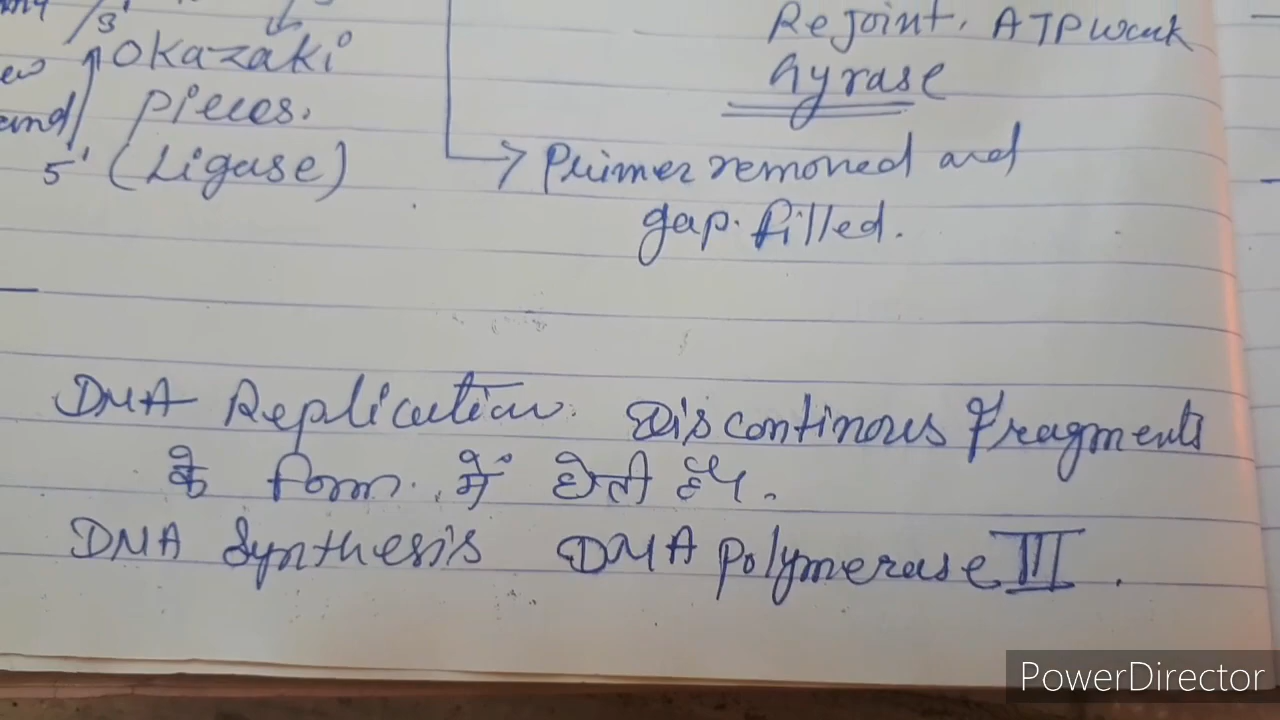 3'
Okazaki
pieces.
5' (Ligase)
Rejoint. ATP work
Gyrase
Primer removed and
gap. filled.
DNA Replication Discontinous Fragments
के form में होती है।
DNA Synthesis DNA polymerase III.
PowerDirector